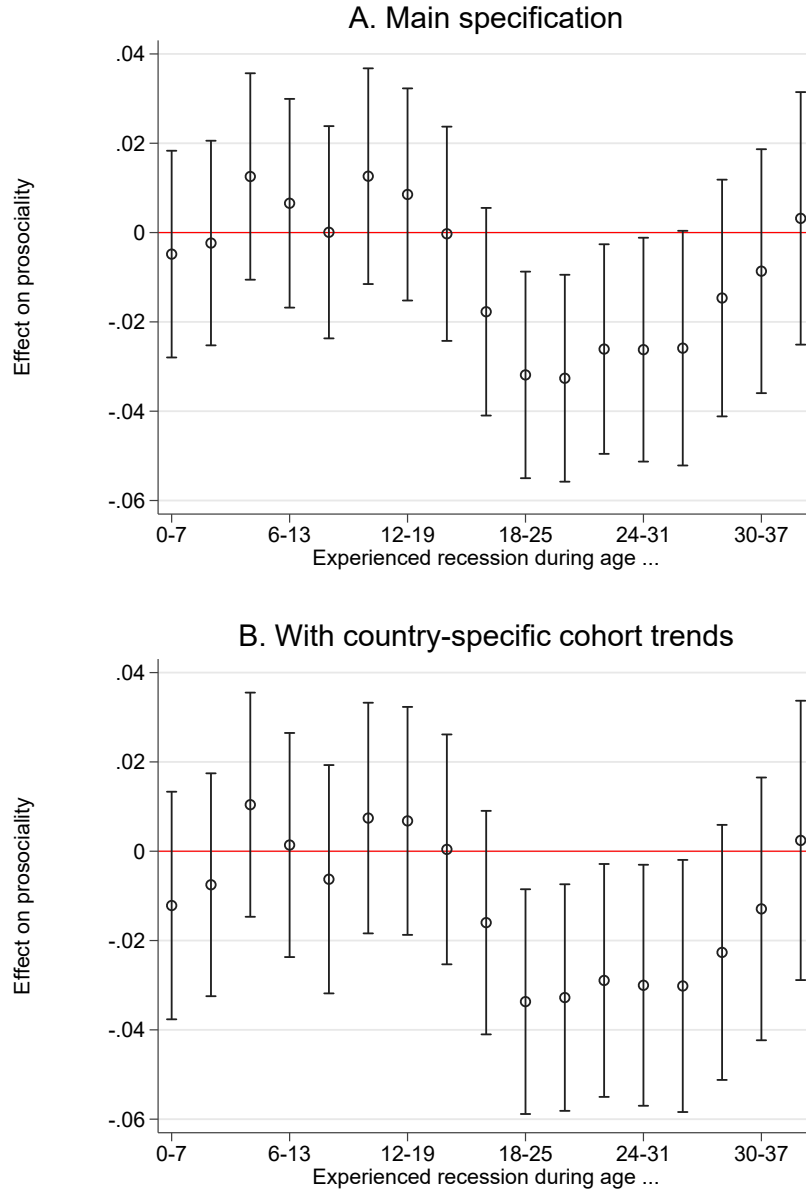 A. Main specification
Effect on prosociality
.04
.02
0
-.02
-.04
-.06
0-7 6-13 12-19 18-25 24-31 30-37
Experienced recession during age ...
B. With country-specific cohort trends
Effect on prosociality
.04
.02
0
-.02
-.04
-.06
0-7 6-13 12-19 18-25 24-31 30-37
Experienced recession during age ...